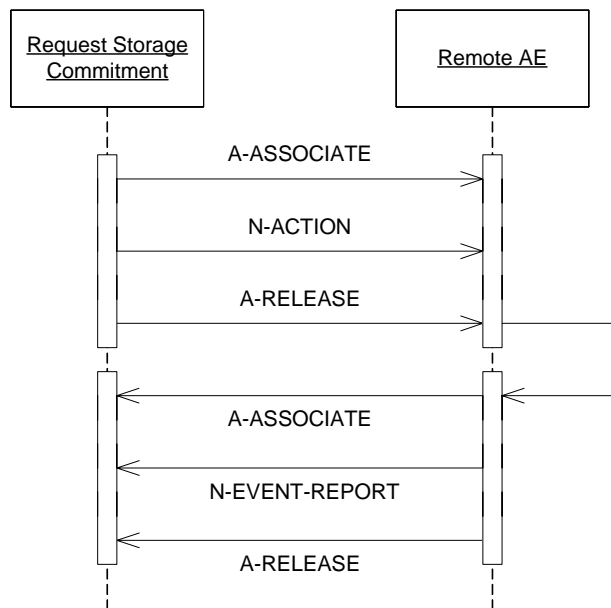 Request Storage
Commitment
Remote AE
A-ASSOCIATE
N-ACTION
A-RELEASE
A-ASSOCIATE
N-EVENT-REPORT
A-RELEASE